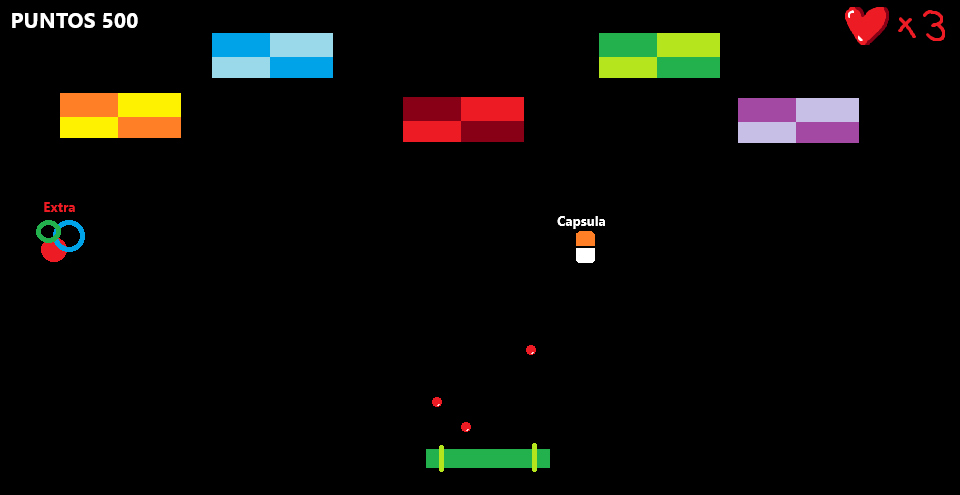 PUNTOS 500
x 3
Extra
Capsula